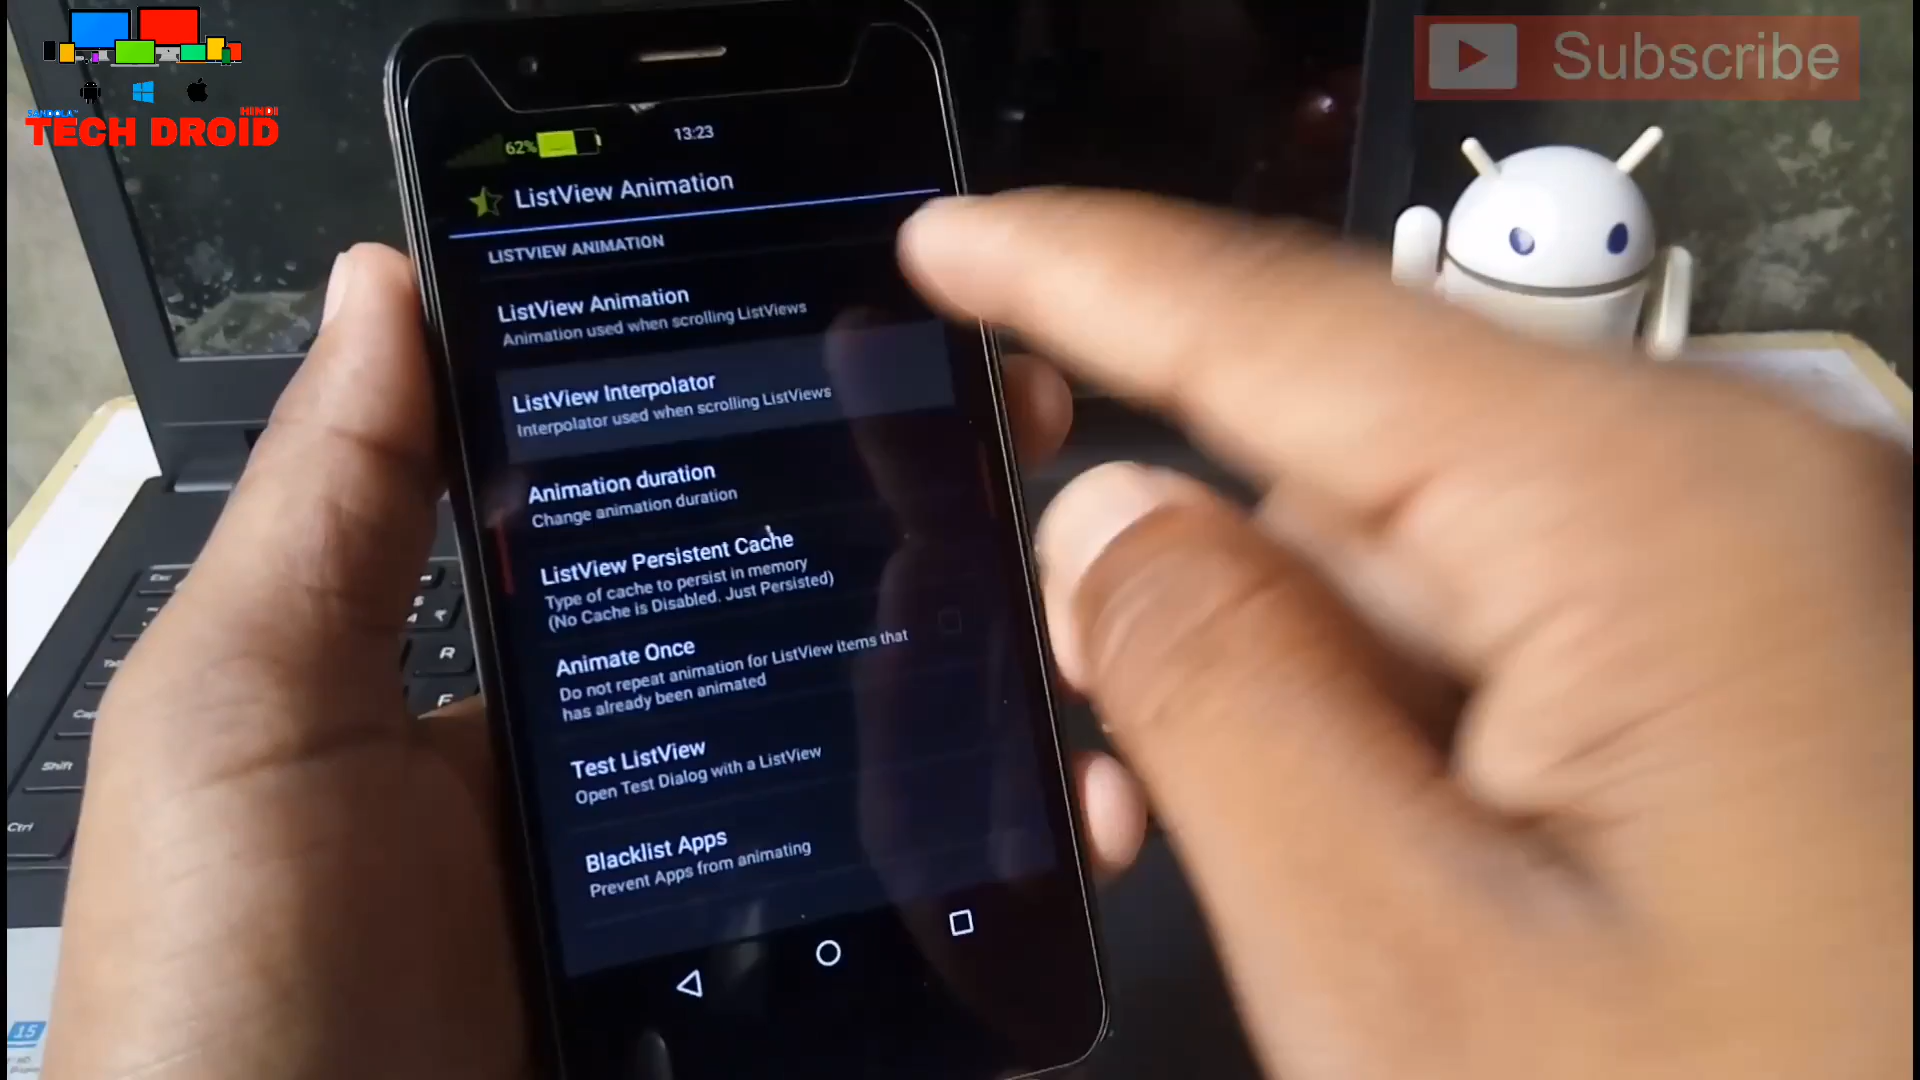 SANDOLA
HINDI
TECH DROID
Subscribe
62%
13:23
ListView Animation
LISTVIEW ANIMATION
ListView Animation
Animation used when scrolling ListViews
ListView Interpolator
Interpolator used when scrolling ListViews
Animation duration
Change animation duration
ListView Persistent Cache
Type of cache to persist in memory
(No Cache is Disabled. Just Persisted)
Animate Once
Do not repeat animation for ListView items that
has already been animated
Test ListView
Open Test Dialog with a ListView
Blacklist Apps
Prevent Apps from animating
Esc
R
Shift
Ctrl
15